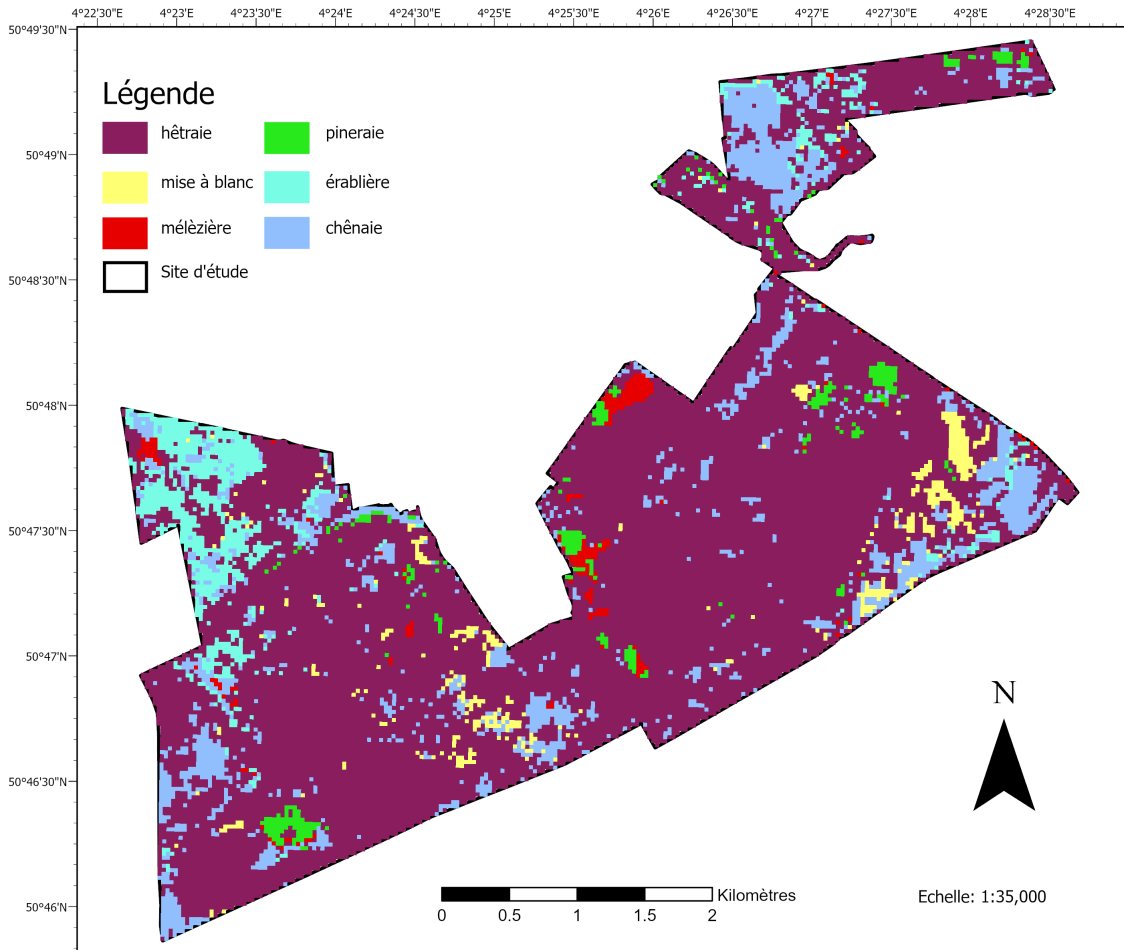 4°22'30"E 4°23'E 4°23'30"E 4°24'E 4°24'30"E 4°25'E 4°25'30"E 4°26'E 4°26'30"E 4°27'E 4°27'30"E 4°28'E 4°28'30"E
50°49'30"N
Légende
hêtraie pineraie
50°49'N
mise à blanc érablière
mélèzière chênaie
Site d'étude
50°48'30"N
50°48'N
50°47'30"N
50°47'N
N
50°46'30"N
Kilomètres
Echelle: 1:35,000
50°46'N
0 0.5 1 1.5 2